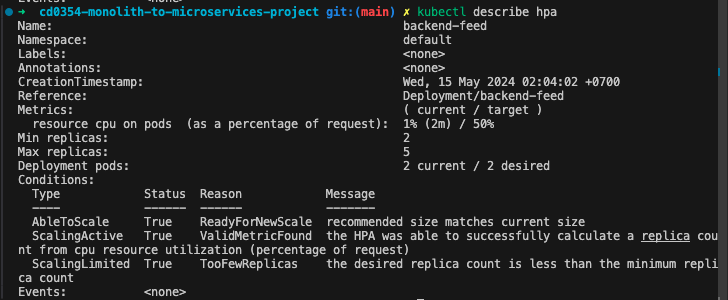 Events: <none>
➜ cd0354-monolith-to-microservices-project git:(main) ✗ kubectl describe hpa
Name: backend-feed
Namespace: default
Labels: <none>
Annotations: <none>
CreationTimestamp: Wed, 15 May 2024 02:04:02 +0700
Reference: Deployment/backend-feed
Metrics: ( current / target )
resource cpu on pods (as a percentage of request): 1% (2m) / 50%
Min replicas: 2
Max replicas: 5
Deployment pods: 2 current / 2 desired
Conditions:
Type Status Reason Message
---- ------ ------ -------
AbleToScale True ReadyForNewScale recommended size matches current size
ScalingActive True ValidMetricFound the HPA was able to successfully calculate a replica cou
nt from cpu resource utilization (percentage of request)
ScalingLimited True TooFewReplicas the desired replica count is less than the minimum repli
ca count
Events: <none>